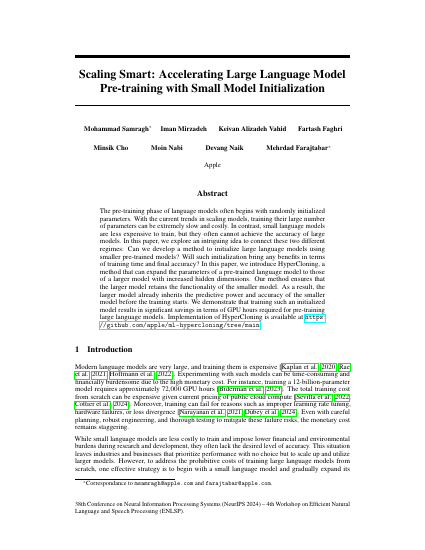 Scaling Smart: Accelerating Large Language Model
Pre-training with Small Model Initialization
Mohammad Samragh* Iman Mirzadeh Keivan Alizadeh Vahid Fartash Faghri
Minsik Cho Moin Nabi Devang Naik Mehrdad Farajtabar*
Apple
Abstract
The pre-training phase of language models often begins with randomly initialized
parameters. With the current trends in scaling models, training their large number
of parameters can be extremely slow and costly. In contrast, small language models
are less expensive to train, but they often cannot achieve the accuracy of large
models. In this paper, we explore an intriguing idea to connect these two different
regimes: Can we develop a method to initialize large language models using
smaller pre-trained models? Will such initialization bring any benefits in terms
of training time and final accuracy? In this paper, we introduce HyperCloning, a
method that can expand the parameters of a pre-trained language model to those
of a larger model with increased hidden dimensions. Our method ensures that
the larger model retains the functionality of the smaller model. As a result, the
larger model already inherits the predictive power and accuracy of the smaller
model before the training starts. We demonstrate that training such an initialized
model results in significant savings in terms of GPU hours required for pre-training
large language models. Implementation of HyperCloning is available at https:
//github.com/apple/ml-hypercloning/tree/main.
1 Introduction
Modern language models are very large, and training them is expensive [Kaplan et al., 2020, Rae
et al., 2021, Hoffmann et al., 2022]. Experimenting with such models can be time-consuming and
financially burdensome due to the high monetary cost. For instance, training a 12-billion-parameter
model requires approximately 72,000 GPU hours [Biderman et al., 2023]. The total training cost
from scratch can be expensive given current pricing of public cloud compute [Sevilla et al., 2022,
Cottier et al., 2024]. Moreover, training can fail for reasons such as improper learning rate tuning,
hardware failures, or loss divergence [Narayanan et al., 2021, Dubey et al., 2024]. Even with careful
planning, robust engineering, and thorough testing to mitigate these failure risks, the monetary cost
remains staggering.
While small language models are less costly to train and impose lower financial and environmental
burdens during research and development, they often lack the desired level of accuracy. This situation
leaves industries and businesses that prioritize performance with no choice but to scale up and utilize
larger models. However, to address the prohibitive costs of training large language models from
scratch, one effective strategy is to begin with a small language model and gradually expand its
*Correspondence to msamragh@apple.com and farajtabar@apple.com.
38th Conference on Neural Information Processing Systems (NeurIPS 2024) – 4th Workshop on Efficient Natural
Language and Speech Processing (ENLSP).